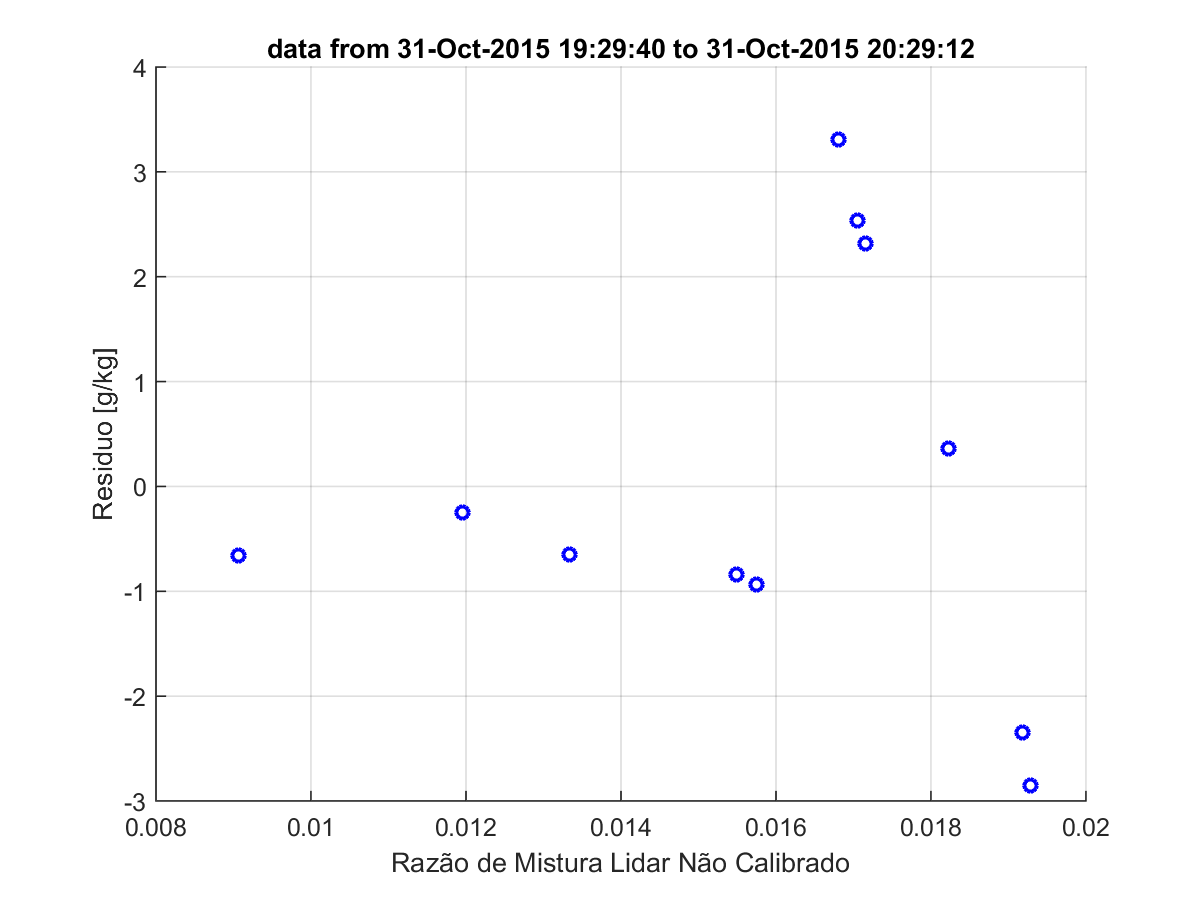 data from 31-Oct-2015 19:29:40 to 31-Oct-2015 20:29:12
4
3
2
1
0
-1
-2
-3
Residuo [g/kg]
0.008 0.01 0.012 0.014 0.016 0.018 0.02
Razão de Mistura Lidar Não Calibrado